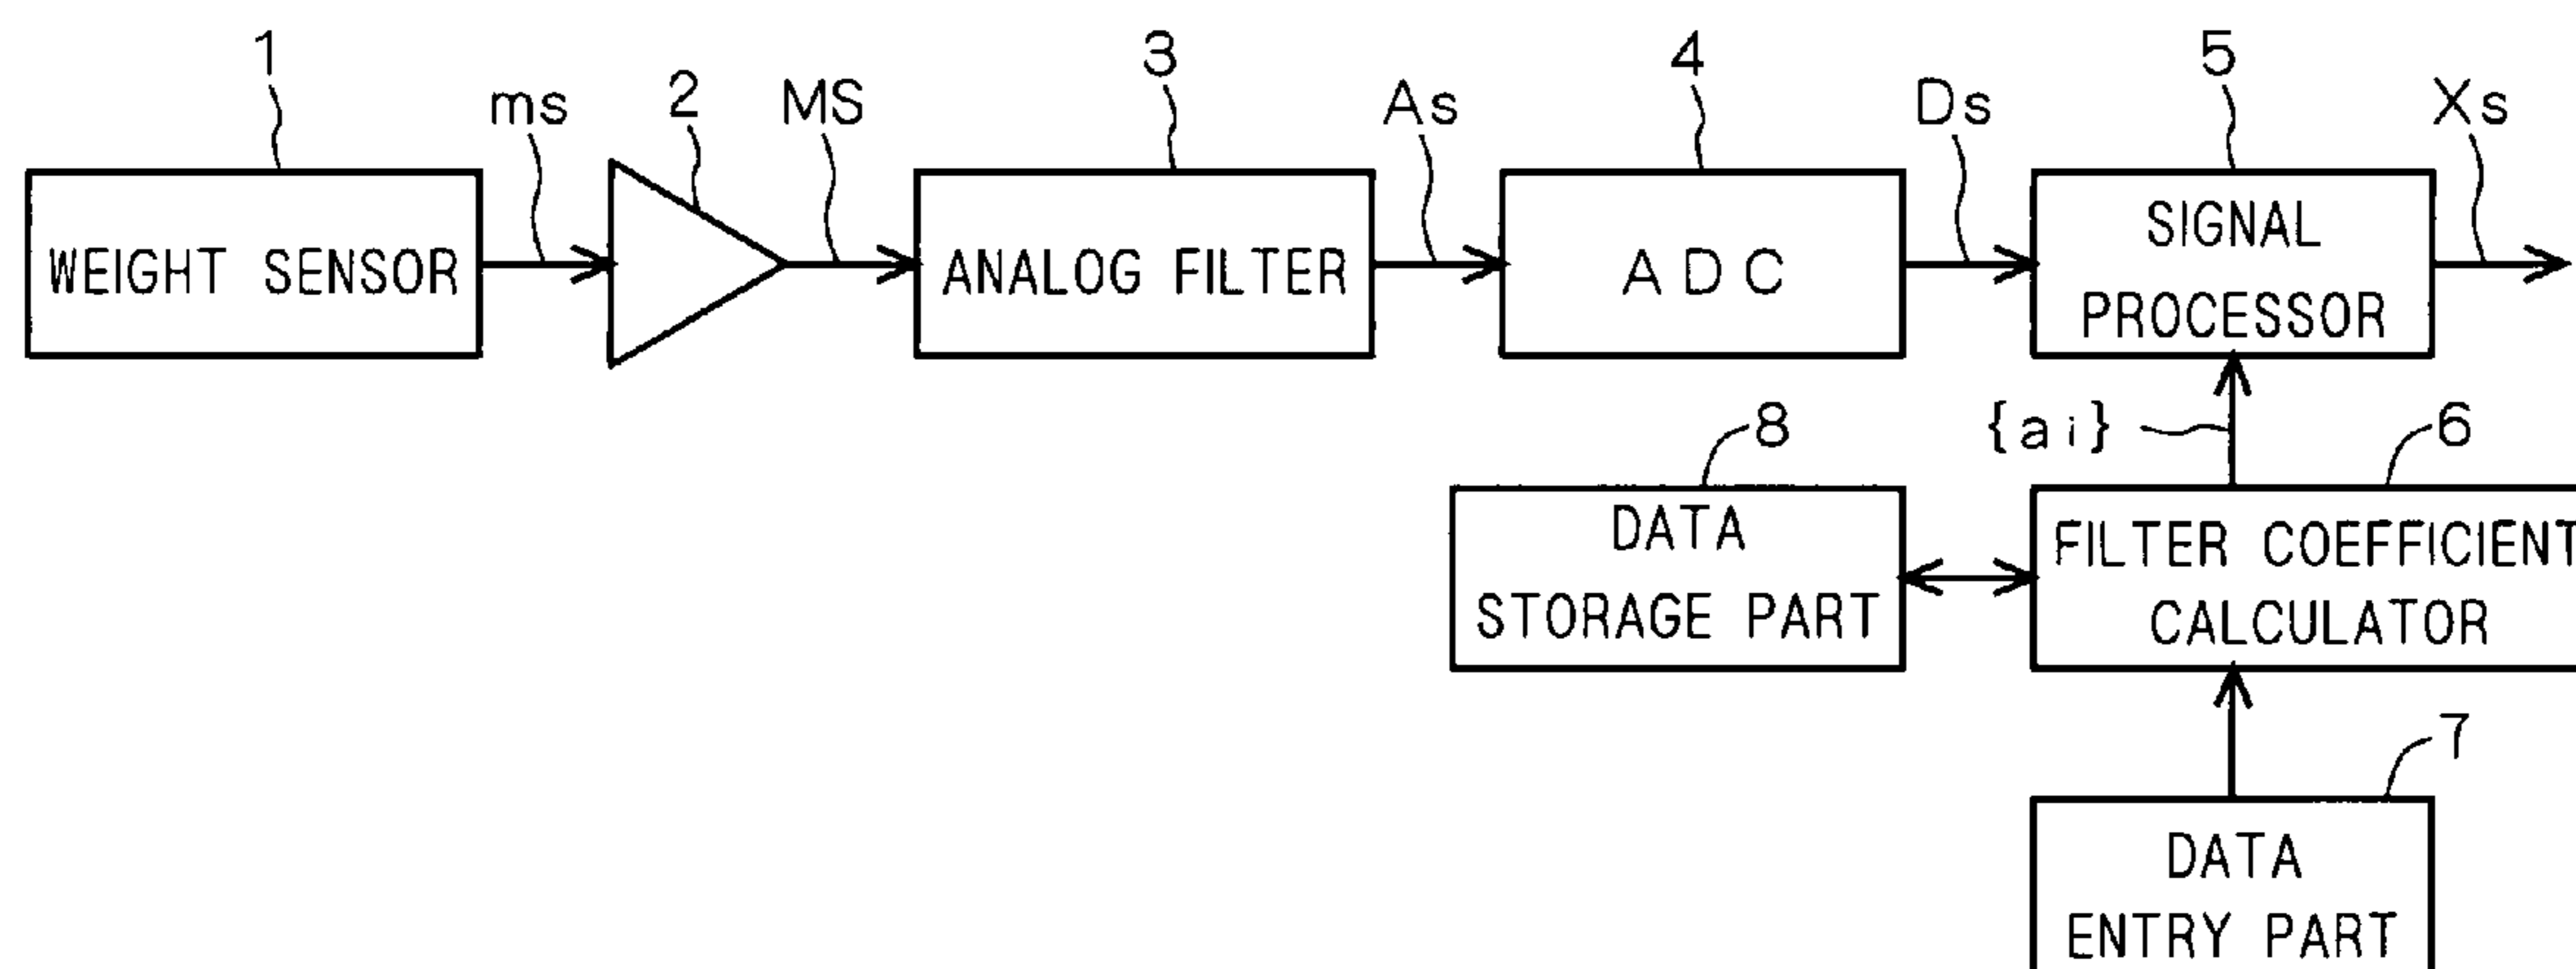 1
ms
2
MS
3
As
4
Ds
5
Xs
WEIGHT SENSOR
ANALOG FILTER
ADC
SIGNAL
PROCESSOR
{ai}
8
6
DATA
STORAGE PART
FILTER COEFFICIENT
CALCULATOR
7
DATA
ENTRY PART